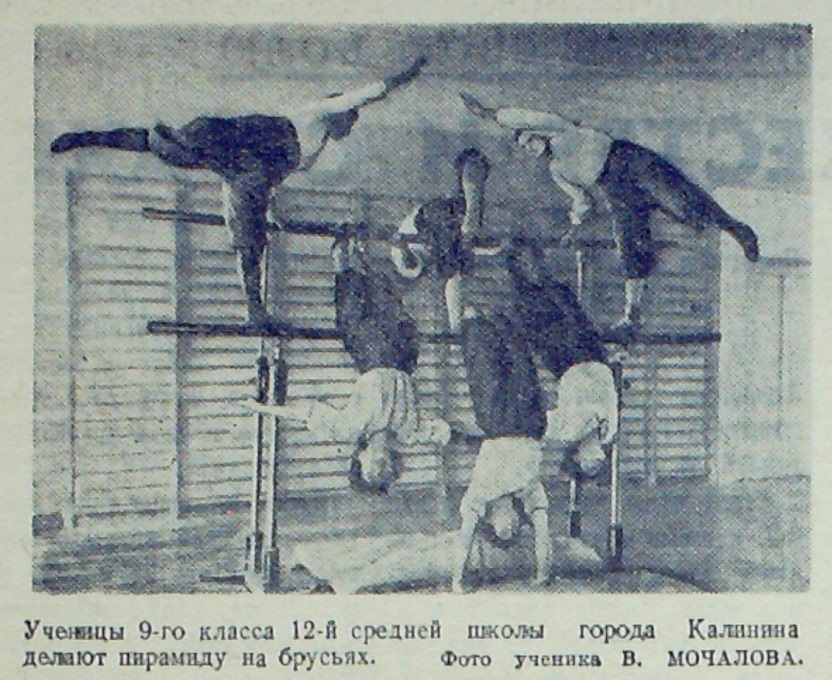 Ученицы 9-го класса 12-й средней школы города Калинина
делают пирамиду на брусьях. Фото ученика В. МОЧАЛОВА.